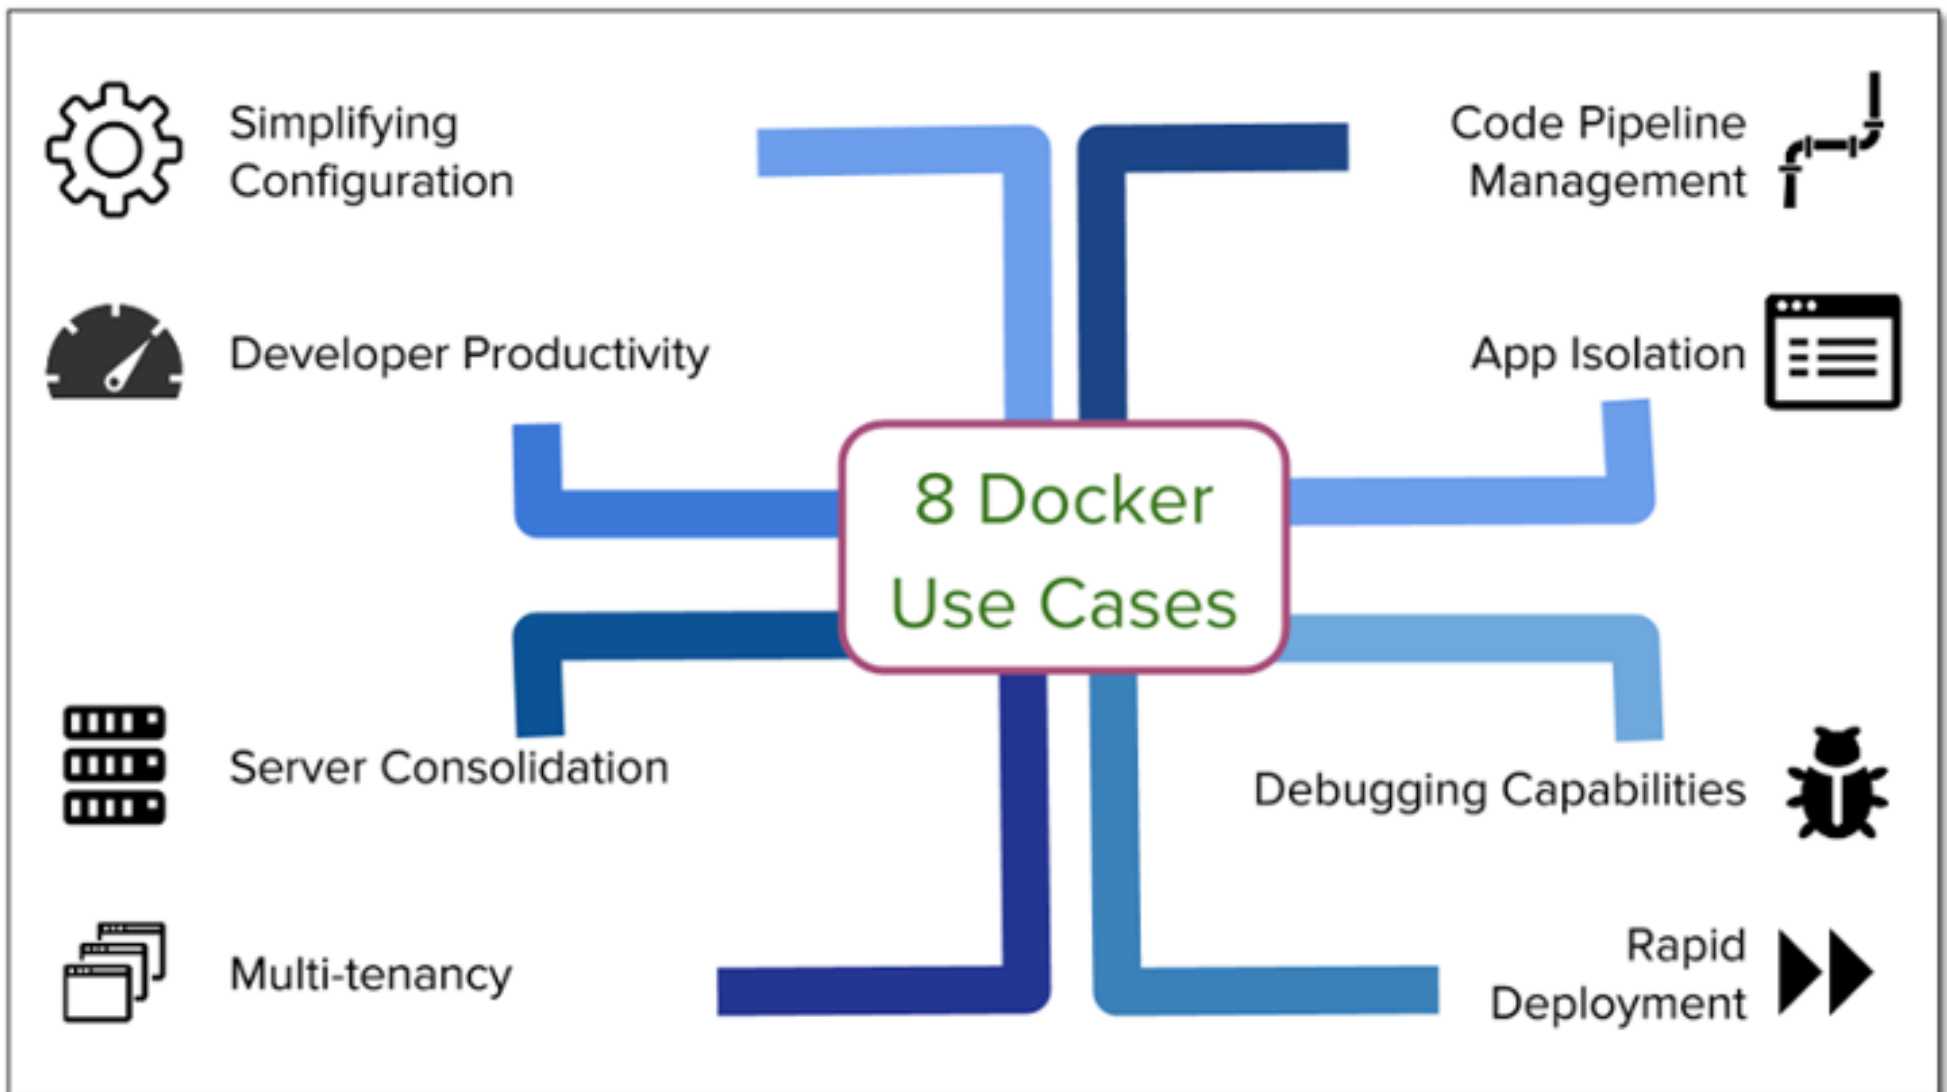 Simplifying
Configuration
Code Pipeline
Management
Developer Productivity
App Isolation
8 Docker
Use Cases
Server Consolidation
Debugging Capabilities
Multi-tenancy
Rapid
Deployment